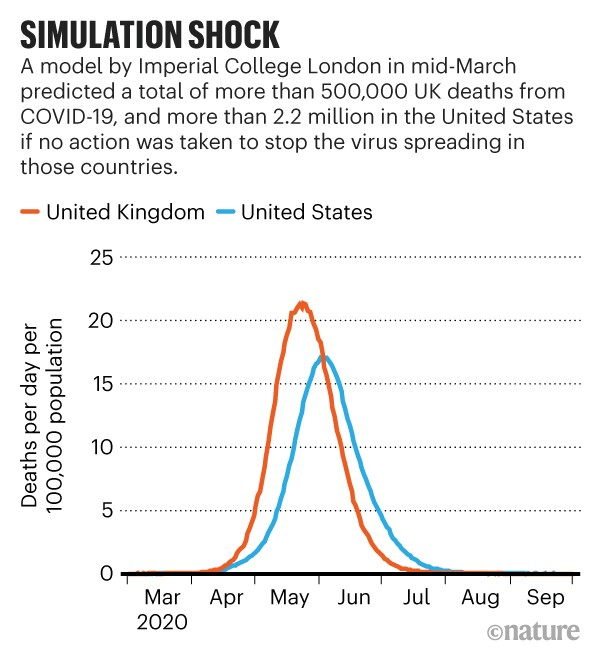 SIMULATION SHOCK
A model by Imperial College London in mid-March
predicted a total of more than 500,000 UK deaths from
COVID-19, and more than 2.2 million in the United States
if no action was taken to stop the virus spreading in
those countries.
United Kingdom United States
Deaths per day per
100,000 population
25
20
15
10
5
0
Mar Apr May Jun Jul Aug Sep
2020
©nature